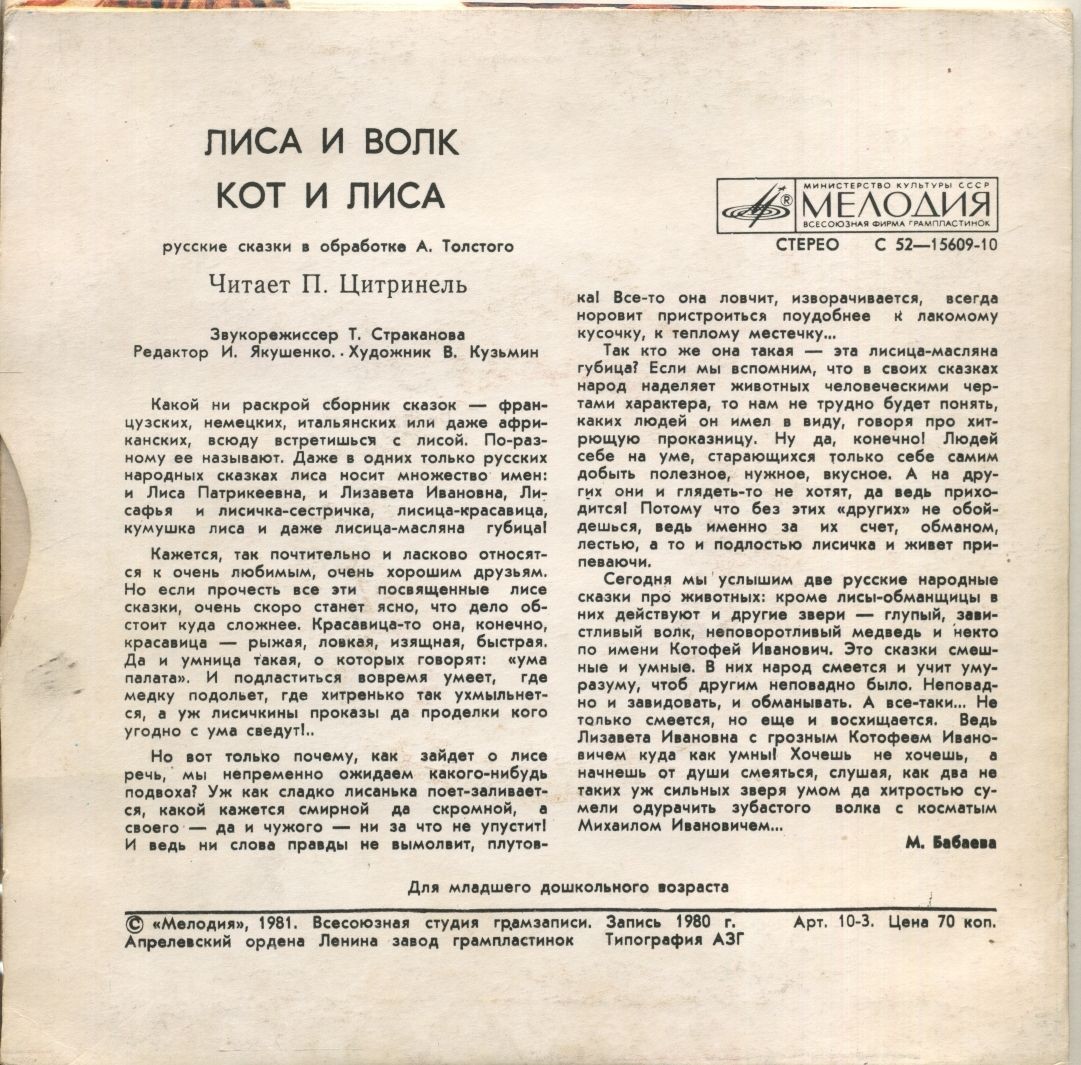 ЛИСА И ВОЛК
КОТ И ЛИСА
русские сказки в обработке А. Толстого
Читает П. Цитринель
Звукорежиссер Т. Страканова
Редактор И. Якушенко. . Художник В. Кузьмин
МИНИСТЕРСТВО КУЛЬТУРЫ СССР
МЕЛОДИЯ
ВСЕСОЮЗНАЯ ФИРМА ГРАМПЛАСТИНОК
®
СТЕРЕО С 52—15609-10
Какой ни раскрой сборник сказок — фран-
цузских, немецких, итальянских или даже афри-
канских, всюду встретишься с лисой. По-раз-
ному ее называют. Даже в одних только русских
народных сказках лиса носит множество имен:
и Лиса Патрикеевна, и Лизавета Ивановна, Ли-
сафья и лисичка-сестричка, лисица-красавица,
кумушка лиса и даже лисица-масляна губица!
Кажется, так почтительно и ласково относят-
ся к очень любимым, очень хорошим друзьям.
Но если прочесть все эти посвященные лисе
сказки, очень скоро станет ясно, что дело об-
стоит куда сложнее. Красавица-то она, конечно,
красавица — рыжая, ловкая, изящная, быстрая.
Да и умница такая, о которых говорят: «ума
палата». И подластиться вовремя умеет, где
медку подольет, где хитренько так ухмыльнет-
ся, а уж лисичкины проказы да проделки кого
угодно с ума сведут!..
Но вот только почему, как зайдет о лисе
речь, мы непременно ожидаем какого-нибудь
подвоха? Уж как сладко лисанька поет-заливает-
ся, какой кажется смирной да скромной, а
своего — да и чужого — ни за что не упустит!
И ведь ни слова правды не вымолвит, плутов-
ка! Все-то она ловчит, изворачивается, всегда
норовит пристроиться поудобнее к лакомому
кусочку, к теплому местечку...
Так кто же она такая — эта лисица-масляна
губица? Если мы вспомним, что в своих сказках
народ наделяет животных человеческими чер-
тами характера, то нам не трудно будет понять,
каких людей он имел в виду, говоря про хит-
рющую проказницу. Ну да, конечно! Людей
себе на уме, старающихся только себе самим
добыть полезное, нужное, вкусное. А на дру-
гих они и глядеть-то не хотят, да ведь прихо-
дится! Потому что без этих «других» не обой-
дешься, ведь именно за их счет, обманом,
лестью, а то и подлостью лисичка и живет при-
певаючи.
Сегодня мы услышим две русские народные
сказки про животных: кроме лисы-обманщицы в
них действуют и другие звери — глупый, зави-
стливый волк, неповоротливый медведь и некто
по имени Котофей Иванович. Это сказки смеш-
ные и умные. В них народ смеется и учит уму-
разуму, чтоб другим неповадно было. Неповад-
но и завидовать, и обманывать. А все-таки... Не
только смеется, но еще и восхищается. Ведь
Лизавета Ивановна с грозным Котофеем Ивано-
вичем куда как умны! Хочешь не хочешь, а
начнешь от души смеяться, слушая, как два не
таких уж сильных зверя умом да хитростью су-
мели одурачить зубастого волка с косматым
Михаилом Ивановичем...
М. Бабаева
Для младшего дошкольного возраста
© «Мелодия», 1981. Всесоюзная студия грамзаписи. Запись 1980 г. Арт. 10-3. Цена 70 коп.
Апрелевский ордена Ленина завод грампластинок Типография АЗГ